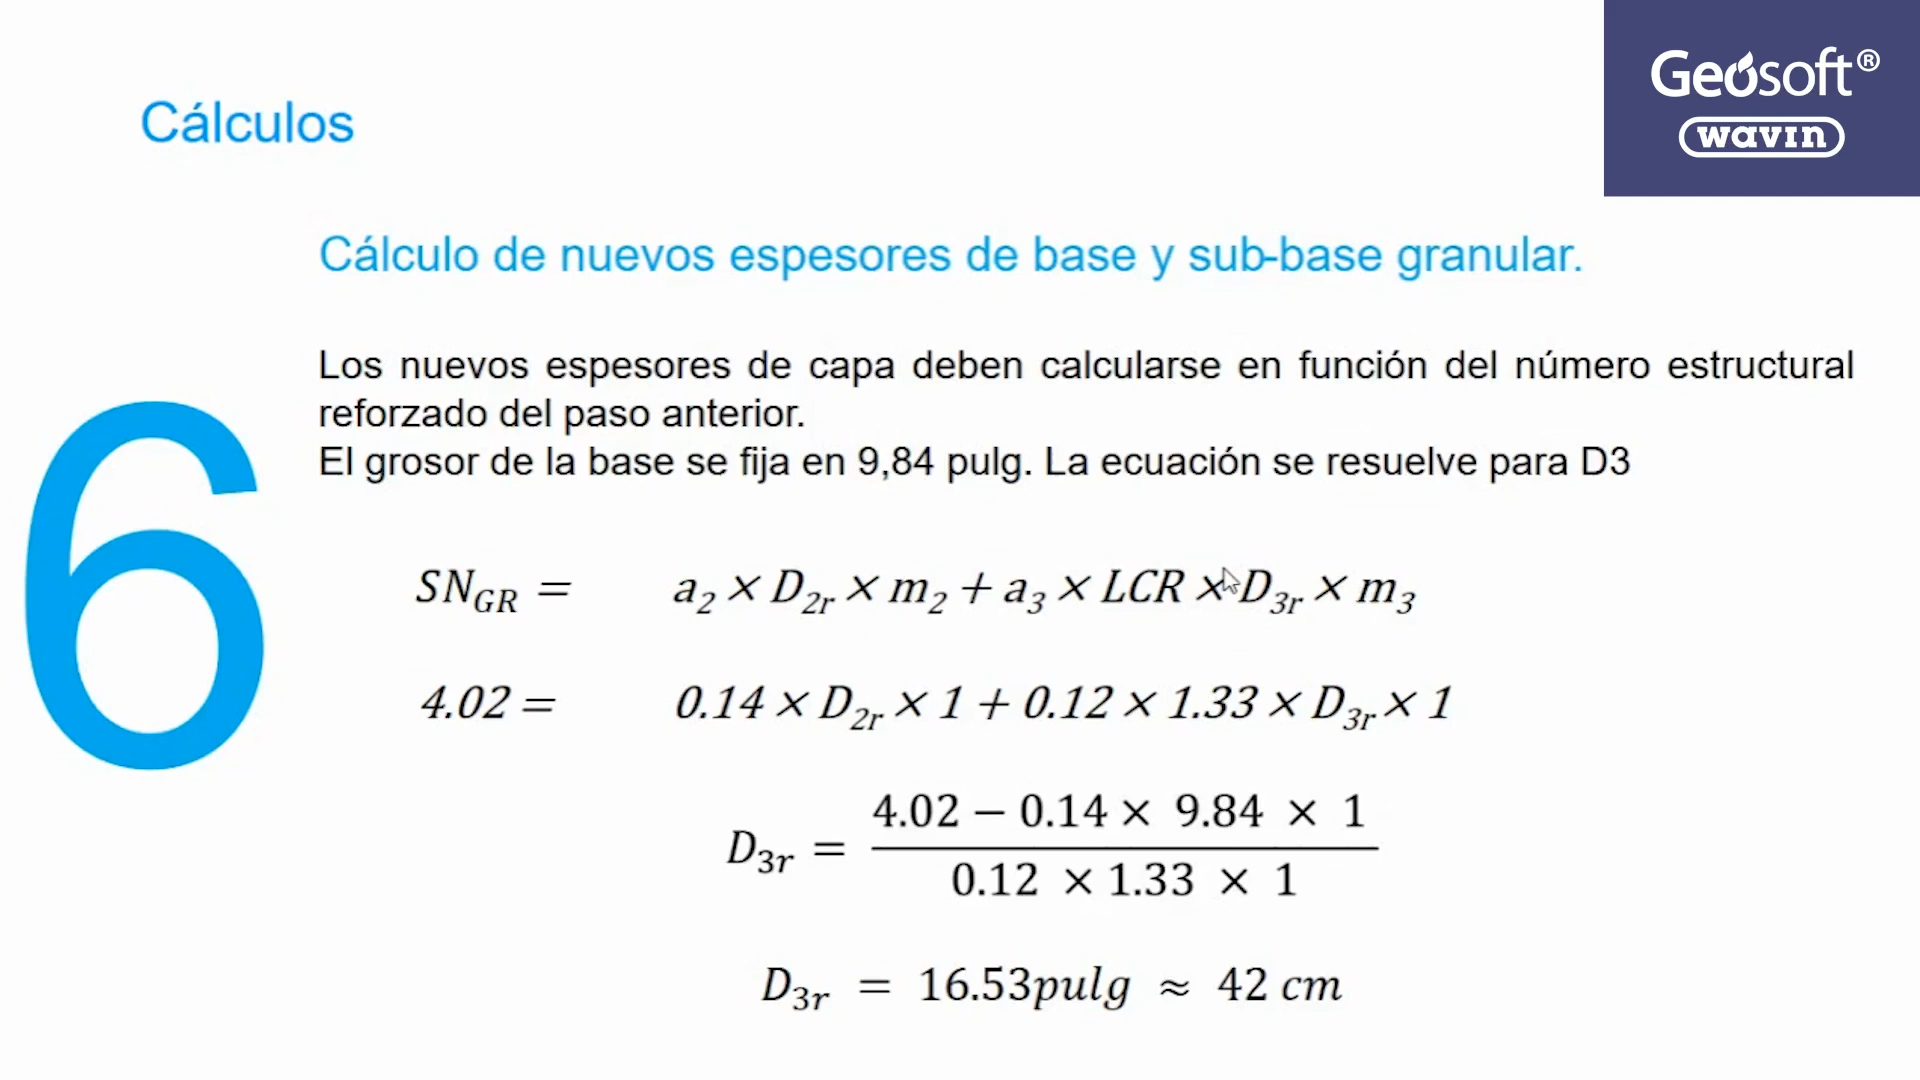 Geosoft®
wavin
Cálculos
Cálculo de nuevos espesores de base y sub-base granular.
Los nuevos espesores de capa deben calcularse en función del número estructural
reforzado del paso anterior.
El grosor de la base se fija en 9,84 pulg. La ecuación se resuelve para D3
6
SN_GR = a_2 × D_2r × m_2 + a_3 × LCR × D_3r × m_3
4.02 = 0.14 × D_2r × 1 + 0.12 × 1.33 × D_3r × 1
D_3r = (4.02 − 0.14 × 9.84 × 1) / (0.12 × 1.33 × 1)
D_3r = 16.53pulg ≈ 42 cm